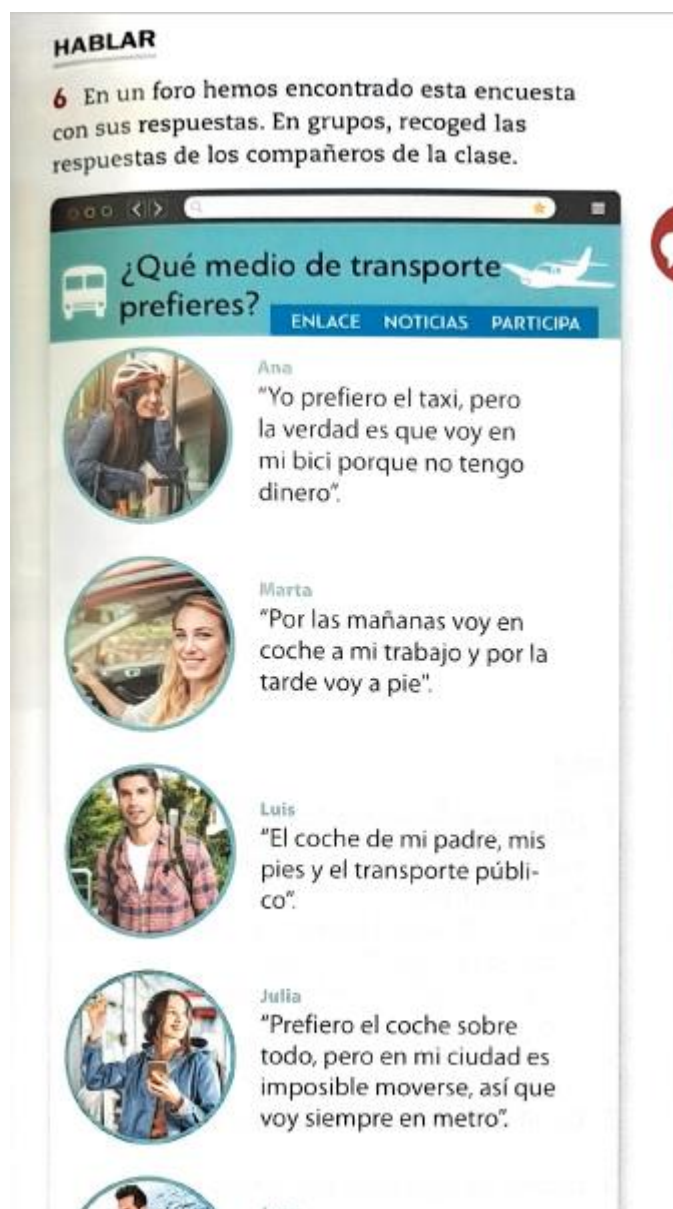 HABLAR
6 En un foro hemos encontrado esta encuesta
con sus respuestas. En grupos, recoged las
respuestas de los compañeros de la clase.
¿Qué medio de transporte
prefieres?
ENLACE NOTICIAS PARTICIPA
Ana
"Yo prefiero el taxi, pero
la verdad es que voy en
mi bici porque no tengo
dinero".
Marta
"Por las mañanas voy en
coche a mi trabajo y por la
tarde voy a pie".
Luis
"El coche de mi padre, mis
pies y el transporte públi-
co".
Julia
"Prefiero el coche sobre
todo, pero en mi ciudad es
imposible moverse, así que
voy siempre en metro".